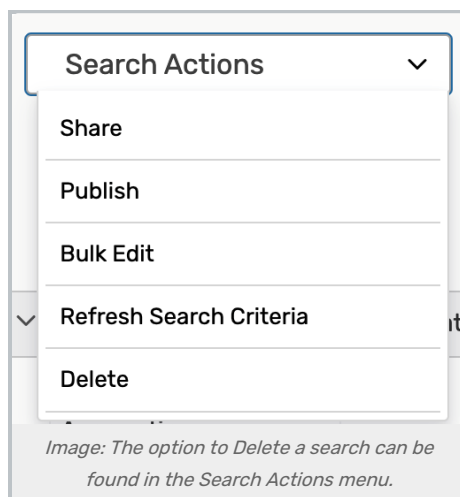 Search Actions
Share
Publish
Bulk Edit
Refresh Search Criteria
Delete
Image: The option to Delete a search can be
found in the Search Actions menu.